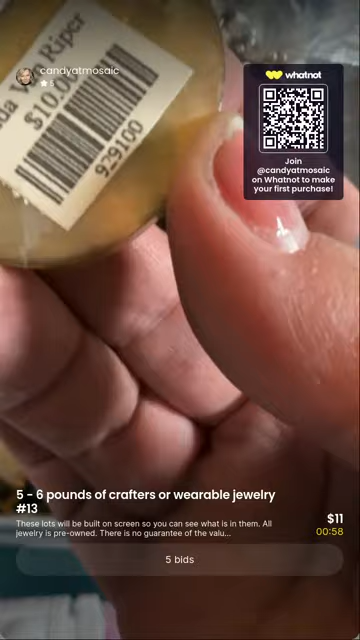 da V Riper
$10.0
929100
candyatmosaic
whatnot
Join
@candyatmosaic
on Whatnot to make
your first purchase!
5 - 6 pounds of crafters or wearable jewelry
#13
These lots will be built on screen so you can see what is in them. All
jewelry is pre-owned. There is no guarantee of the valu...
$11
00:58
5 bids